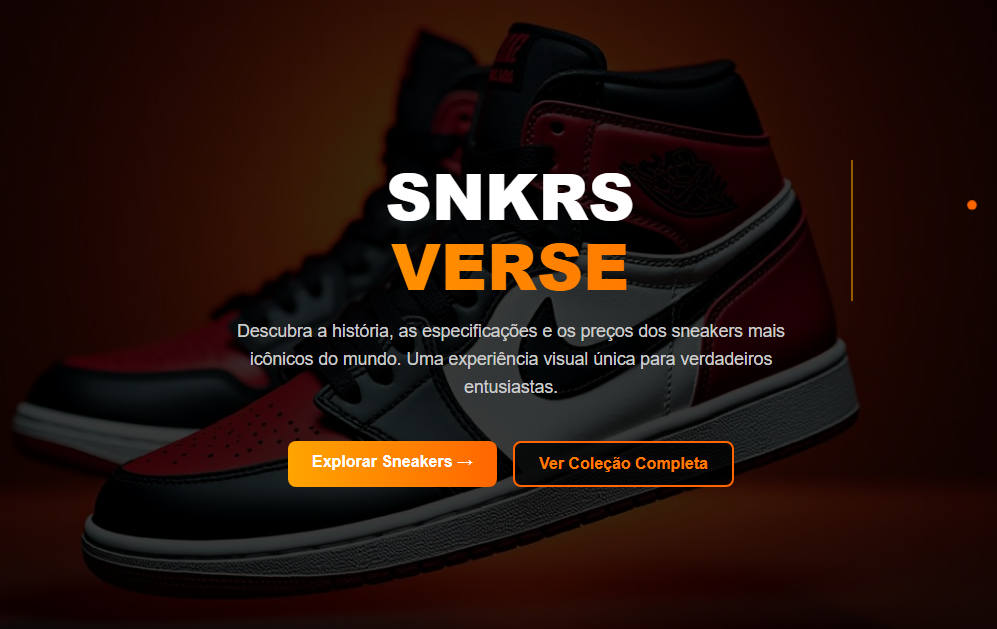 SNKRS
VERSE
Descubra a história, as especificações e os preços dos sneakers mais
icônicos do mundo. Uma experiência visual única para verdadeiros
entusiastas.
Explorar Sneakers →
Ver Coleção Completa